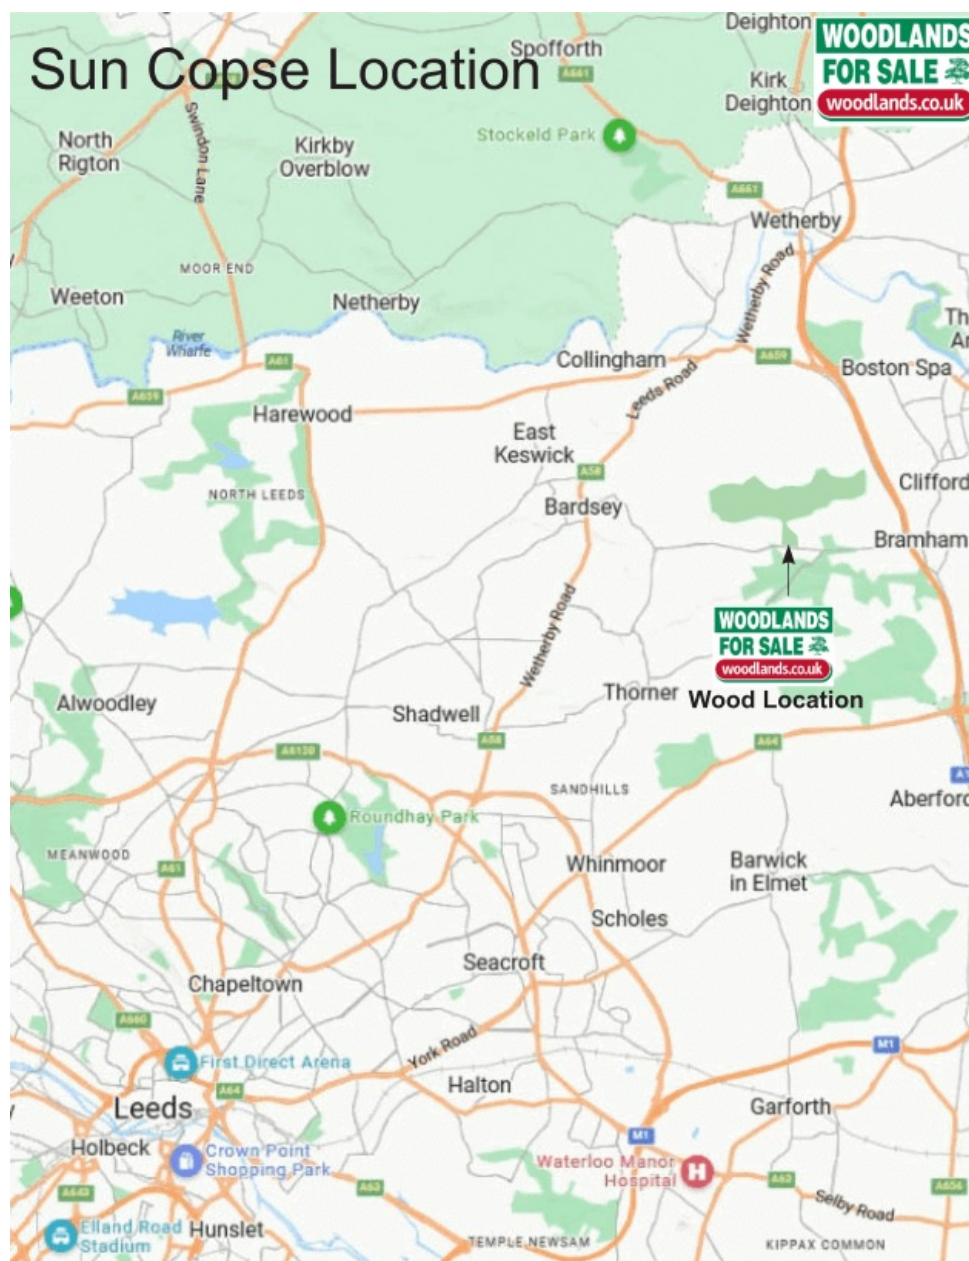 Sun Copse Location
Spofforth
A661
Deighton
WOODLANDS
FOR SALE
woodlands.co.uk
Kirk
Deighton
Stockeld Park
North
Rigton
Swindon Lane
Kirkby
Overblow
A661
Wetherby
MOOR END
Wetherby Road
Weeton
Netherby
River
Wharfe
A61
Collingham
A659
Boston Spa
A659
Leeds Road
Harewood
East
Keswick
A58
NORTH LEEDS
Clifford
Bardsey
Bramham
Wetherby Road
WOODLANDS
FOR SALE
woodlands.co.uk
Wood Location
Thorner
Alwoodley
Shadwell
A58
A64
A6120
SANDHILLS
Aberford
Roundhay Park
MEANWOOD
A61
Whinmoor
Barwick
in Elmet
Scholes
Seacroft
Chapeltown
A660
York Road
M1
First Direct Arena
A64
Halton
Leeds
Garforth
M1
Holbeck
Crown Point
Shopping Park
Waterloo Manor
Hospital
H
A63
A63
A643
A656
Selby Road
Elland Road
Stadium
Hunslet
TEMPLE NEWSAM
KIPPAX COMMON